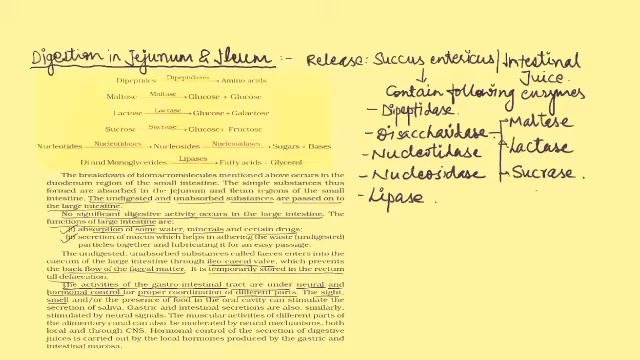 Digestion in Jejunum & Ileum :- Release: Succus entericus/Intestinal Juice.
Contain following enzymes
- Dipeptidase.
- Disaccharidase
- Maltese
- Lactase
- Sucrase.
- Nucleotidase
- Nucleosidase
- Lipase.
Dipeptides Dipeptidases Amino acids
Maltose Maltase Glucose + Glucose
Lactose Lactase Glucose + Galactose
Sucrose Sucrase Glucose + Fructose
Nucleotides Nucleotidases Nucleosides Nucleosidases Sugars + Bases
Di and Monoglycerides Lipases Fatty acids + Glycerol
The breakdown of biomacromolecules mentioned above occurs in the
duodenum region of the small intestine. The simple substances thus
formed are absorbed in the jejunum and ileum regions of the small
intestine. The undigested and unabsorbed substances are passed on to
the large intestine.
No significant digestive activity occurs in the large intestine. The
functions of large intestine are:
(i) absorption of some water, minerals and certain drugs;
(ii) secretion of mucus which helps in adhering the waste (undigested)
particles together and lubricating it for an easy passage.
The undigested, unabsorbed substances called faeces enters into the
caecum of the large intestine through ileo-caecal valve, which prevents
the back flow of the faecal matter. It is temporarily stored in the rectum
till defaecation.
The activities of the gastro-intestinal tract are under neural and
hormonal control for proper coordination of different parts. The sight,
smell and/or the presence of food in the oral cavity can stimulate the
secretion of saliva. Gastric and intestinal secretions are also, similarly,
stimulated by neural signals. The muscular activities of different parts of
the alimentary canal can also be moderated by neural mechanisms, both
local and through CNS. Hormonal control of the secretion of digestive
juices is carried out by the local hormones produced by the gastric and
intestinal mucosa.